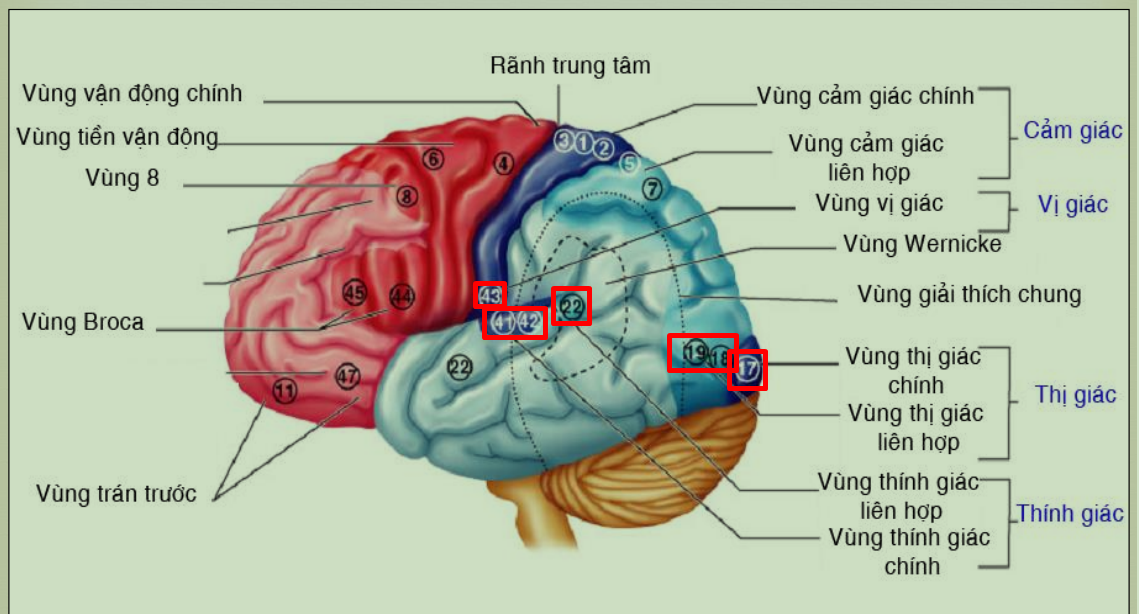 Rãnh trung tâm
Vùng vận động chính
Vùng tiền vận động
Vùng 8
Vùng Broca
Vùng trán trước
Vùng cảm giác chính
Vùng cảm giác
liên hợp
Cảm giác
Vùng vị giác
Vị giác
Vùng Wernicke
Vùng giải thích chung
Vùng thị giác
chính
Vùng thị giác
liên hợp
Thị giác
Vùng thính giác
liên hợp
Vùng thính giác
chính
Thính giác
6
4
3 1 2
5
7
8
45
44
43
41 42
22
22
47
11
19 18
17